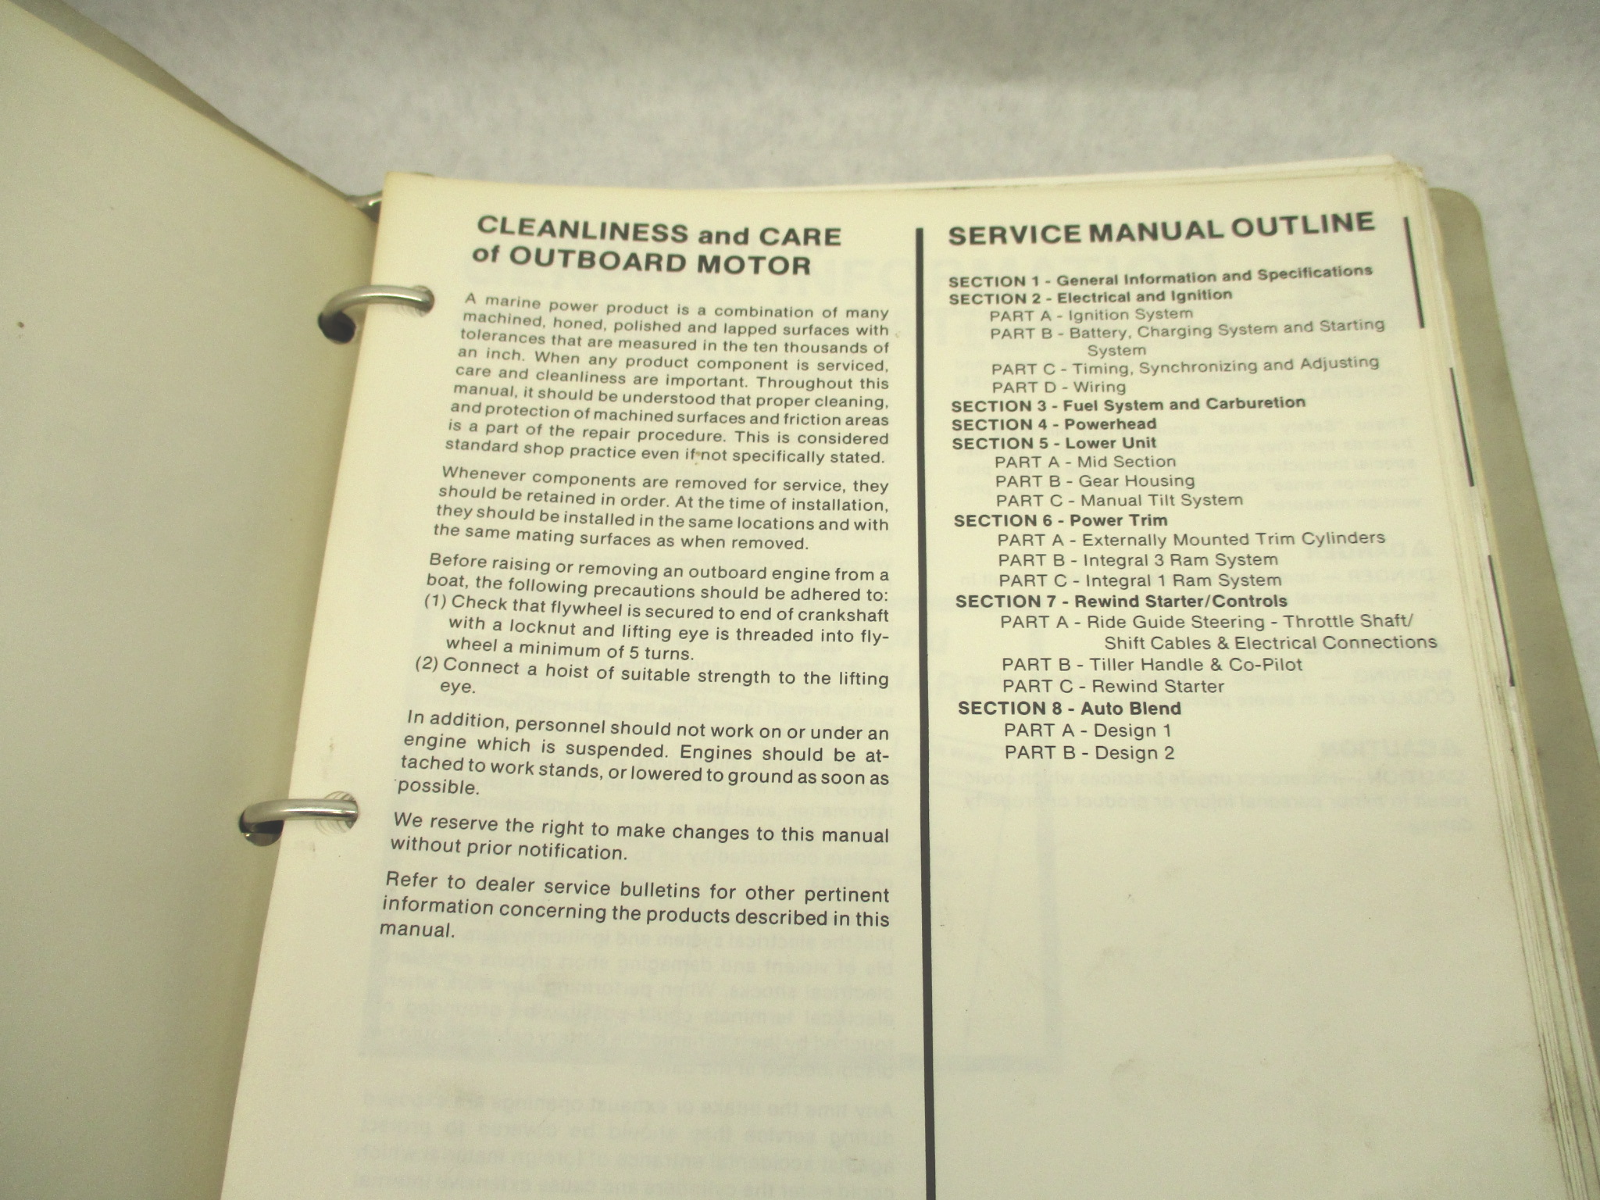 CLEANLINESS and CARE
of OUTBOARD MOTOR
A marine power product is a combination of many
machined, honed, polished and lapped surfaces with
tolerances that are measured in the ten thousands of
an inch. When any product component is serviced,
care and cleanliness are important. Throughout this
manual, it should be understood that proper cleaning,
and protection of machined surfaces and friction areas
is a part of the repair procedure. This is considered
standard shop practice even if not specifically stated.
Whenever components are removed for service, they
should be retained in order. At the time of installation,
they should be installed in the same locations and with
the same mating surfaces as when removed.
Before raising or removing an outboard engine from a
boat, the following precautions should be adhered to:
(1) Check that flywheel is secured to end of crankshaft
with a locknut and lifting eye is threaded into fly-
wheel a minimum of 5 turns.
(2) Connect a hoist of suitable strength to the lifting
eye.
In addition, personnel should not work on or under an
engine which is suspended. Engines should be at-
tached to work stands, or lowered to ground as soon as
possible.
We reserve the right to make changes to this manual
without prior notification.
Refer to dealer service bulletins for other pertinent
information concerning the products described in this
manual.
SERVICE MANUAL OUTLINE
SECTION 1 - General Information and Specifications
SECTION 2 - Electrical and Ignition
PART A - Ignition System
PART B - Battery, Charging System and Starting
System
PART C - Timing, Synchronizing and Adjusting
PART D - Wiring
SECTION 3 - Fuel System and Carburetion
SECTION 4 - Powerhead
SECTION 5 - Lower Unit
PART A - Mid Section
PART B - Gear Housing
PART C - Manual Tilt System
SECTION 6 - Power Trim
PART A - Externally Mounted Trim Cylinders
PART B - Integral 3 Ram System
PART C - Integral 1 Ram System
SECTION 7 - Rewind Starter/Controls
PART A - Ride Guide Steering - Throttle Shaft/
Shift Cables & Electrical Connections
PART B - Tiller Handle & Co-Pilot
PART C - Rewind Starter
SECTION 8 - Auto Blend
PART A - Design 1
PART B - Design 2